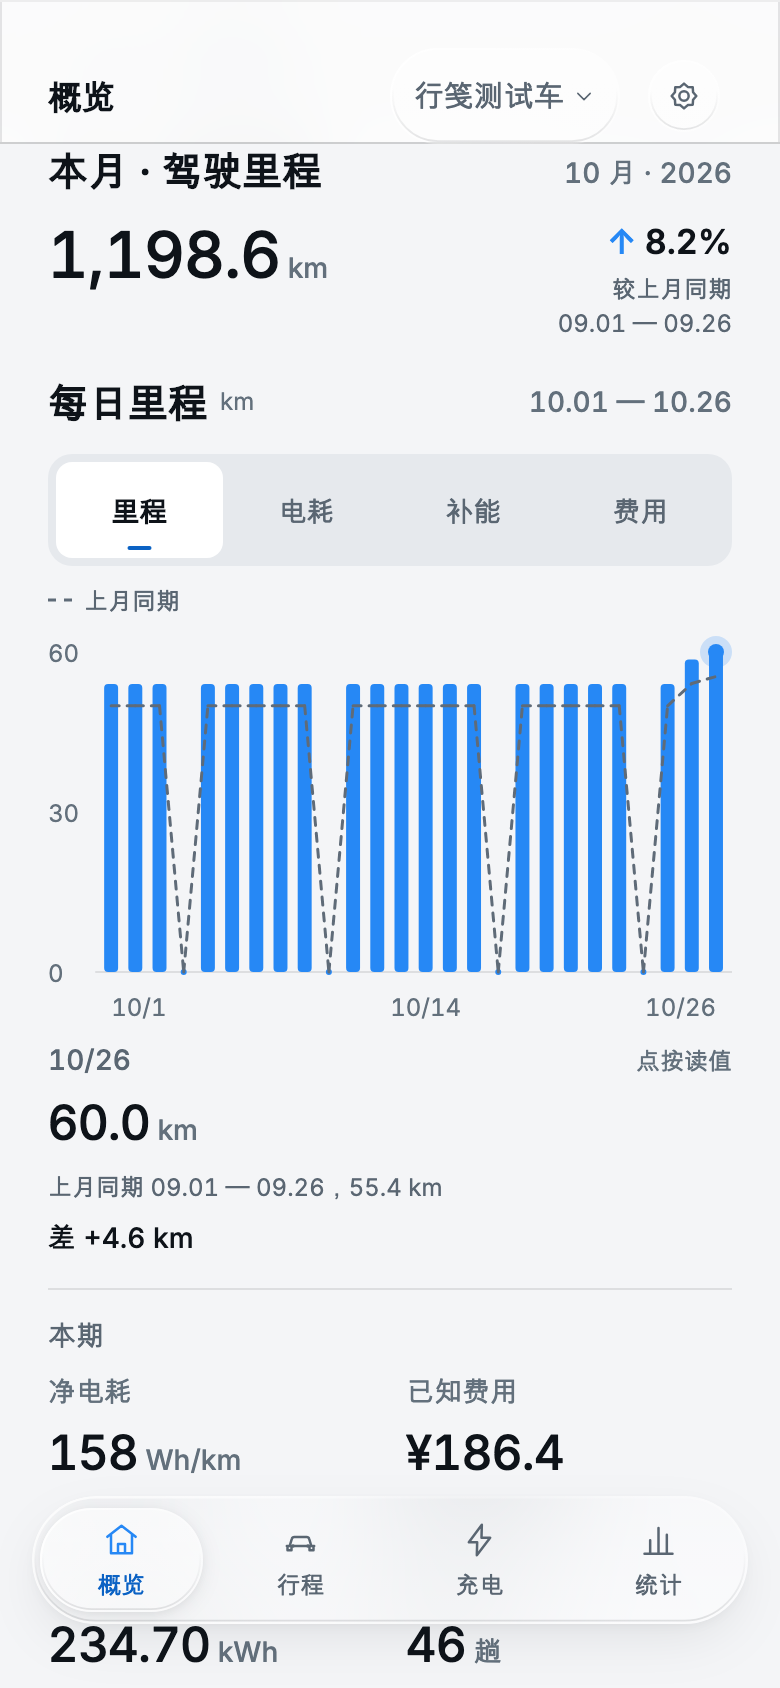 概览
行笺测试车
本月 · 驾驶里程
10 月 · 2026
1,198.6 km
↑ 8.2%
较上月同期
09.01 — 09.26
每日里程 km
10.01 — 10.26
里程
电耗
补能
费用
-- 上月同期
60
30
0
10/1
10/14
10/26
10/26
点按读值
60.0 km
上月同期 09.01 — 09.26 , 55.4 km
差 +4.6 km
本期
净电耗
已知费用
158 Wh/km
¥186.4
概览
行程
充电
统计
234.70 kWh
46 趟